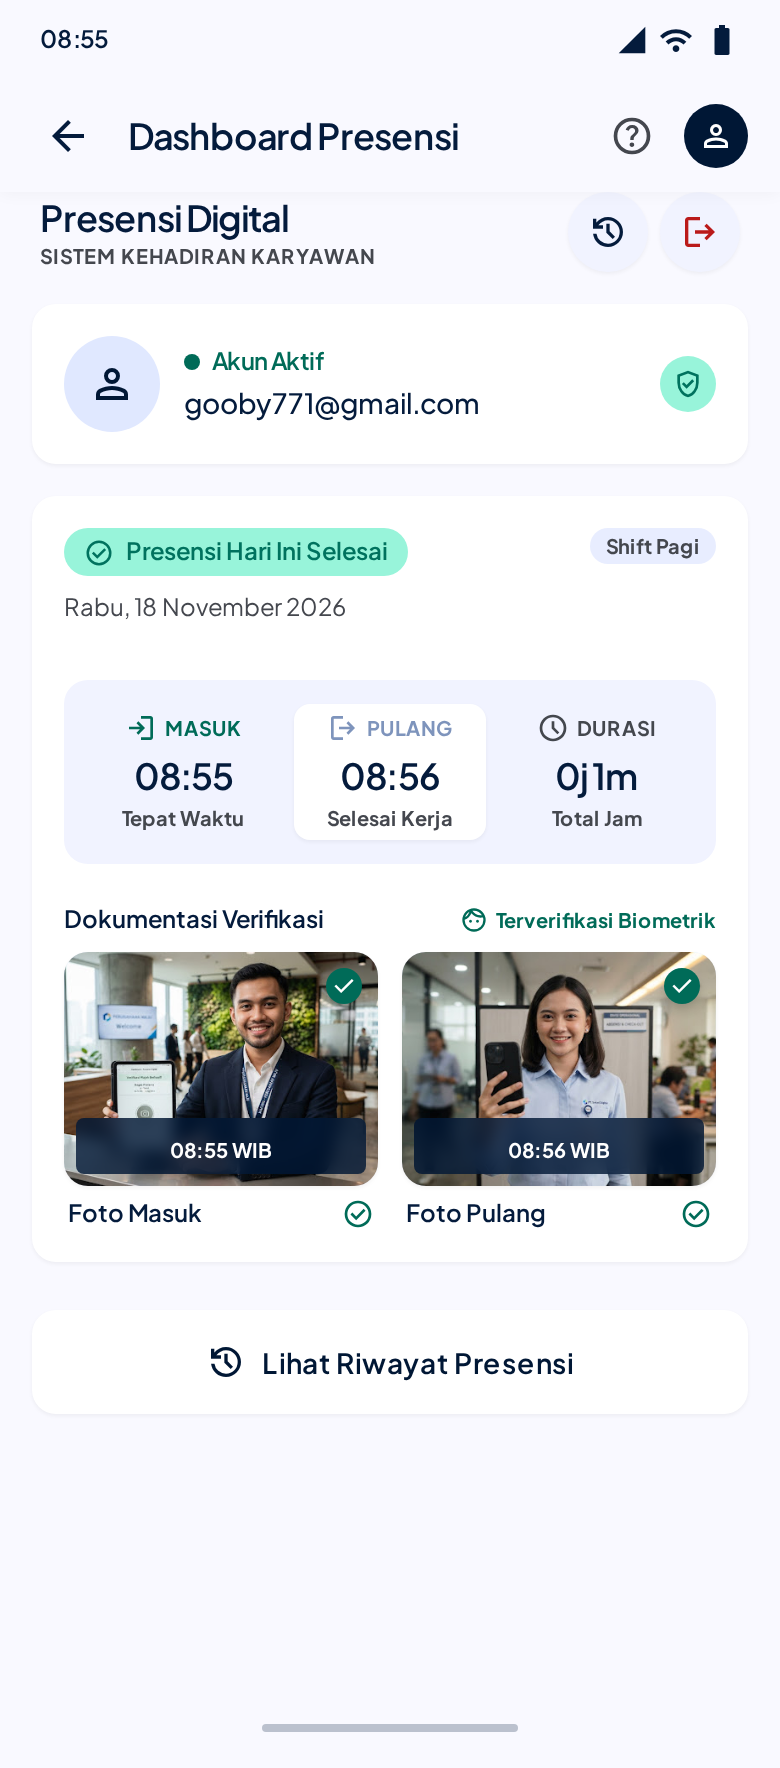 08:55
Dashboard Presensi
Presensi Digital
SISTEM KEHADIRAN KARYAWAN
Akun Aktif
gooby771@gmail.com
Presensi Hari Ini Selesai
Shift Pagi
Rabu, 18 November 2026
MASUK
PULANG
DURASI
08:55
08:56
0j 1m
Tepat Waktu
Selesai Kerja
Total Jam
Dokumentasi Verifikasi
Terverifikasi Biometrik
Welcome
08:55 WIB
08:56 WIB
Foto Masuk
Foto Pulang
Lihat Riwayat Presensi